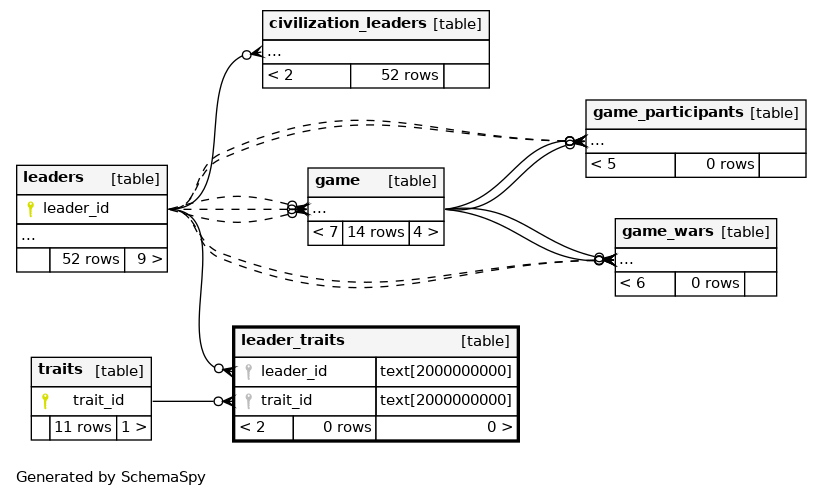 civilization_leaders [table]
...
< 2 52 rows
game_participants [table]
...
< 5 0 rows
leaders [table]
leader_id
...
52 rows 9 >
game [table]
...
< 7 14 rows 4 >
game_wars [table]
...
< 6 0 rows
leader_traits [table]
leader_id text[2000000000]
trait_id text[2000000000]
< 2 0 rows 0 >
traits [table]
trait_id
11 rows 1 >
Generated by SchemaSpy